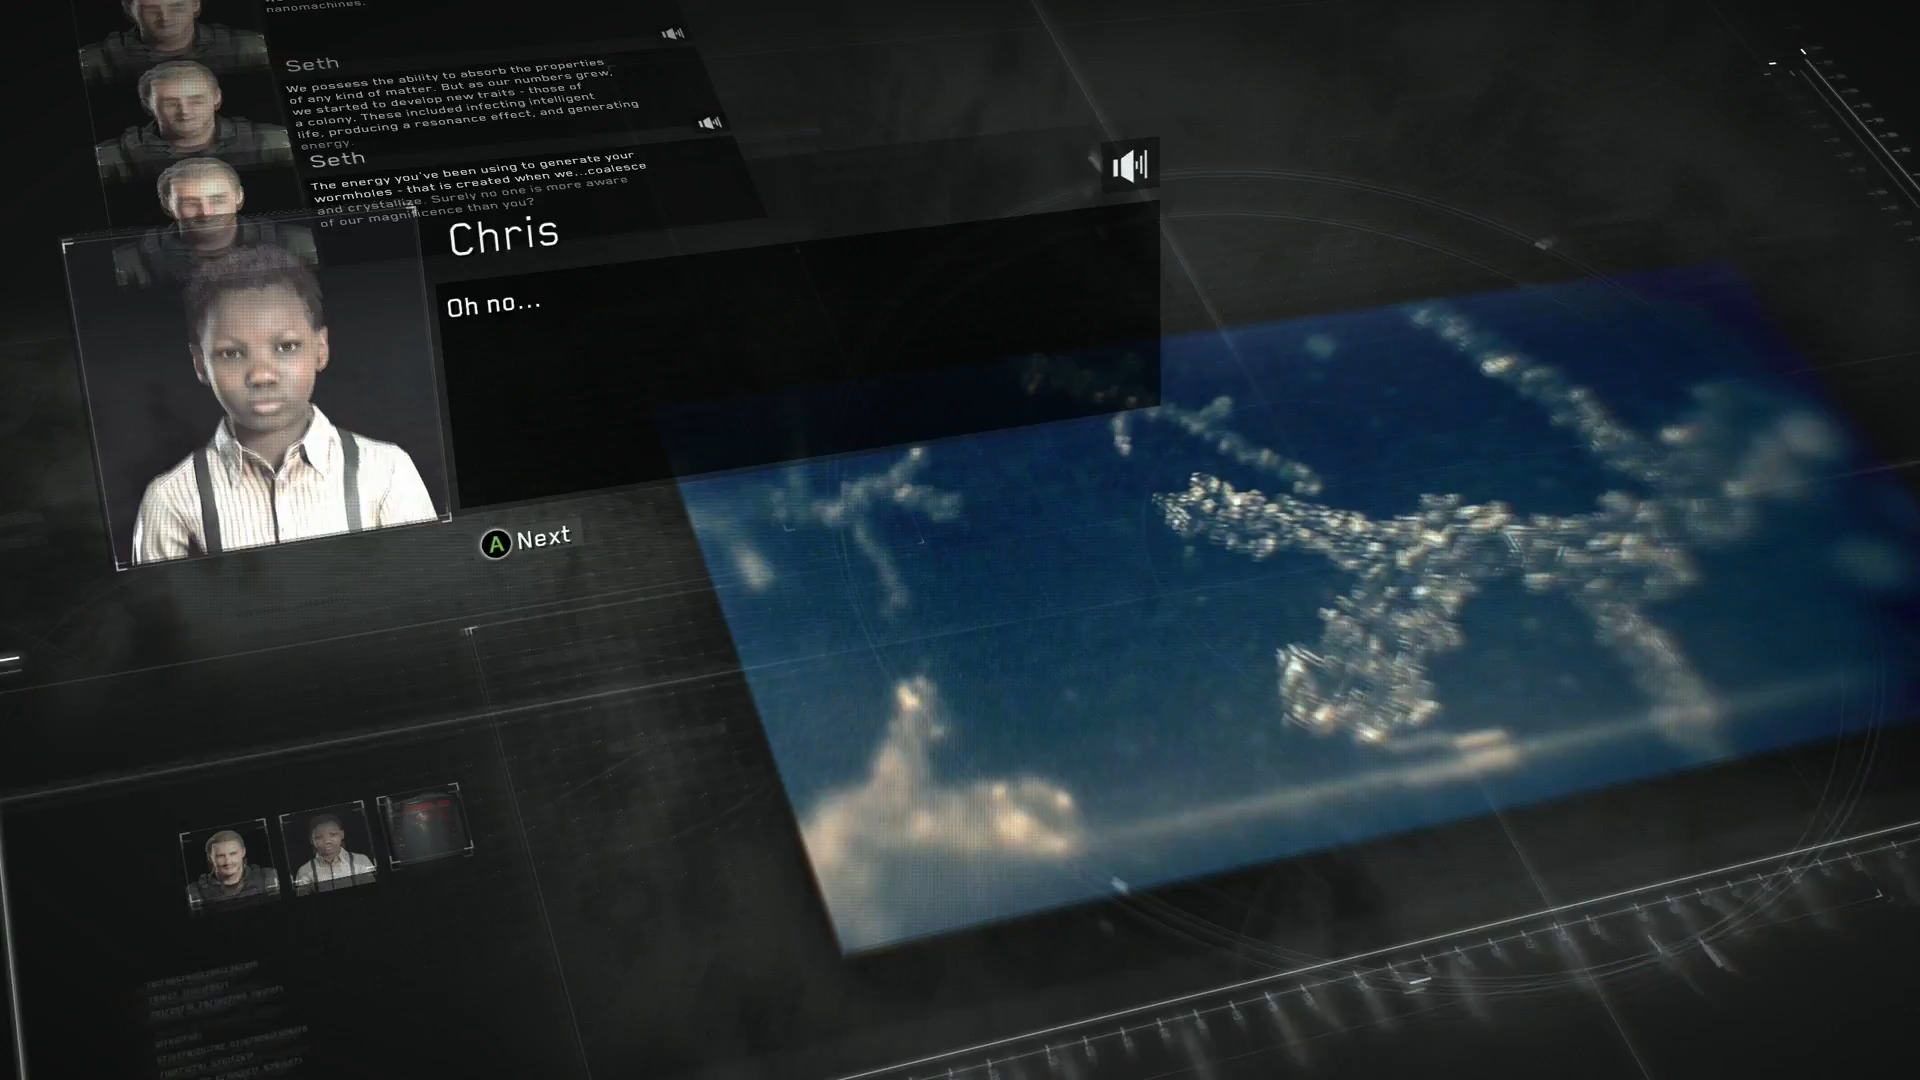 nanomachines.
Seth
We possess the ability to absorb the properties
of any kind of matter. But as our numbers grew,
we started to develop new traits - those of
a colony. These included infecting intelligent
life, producing a resonance effect, and generating
energy.
Seth
The energy you've been using to generate your
wormholes - that is created when we...coalesce
and crystallize. Surely no one is more aware
of our magnificence than you?
Chris
Oh no...
A Next